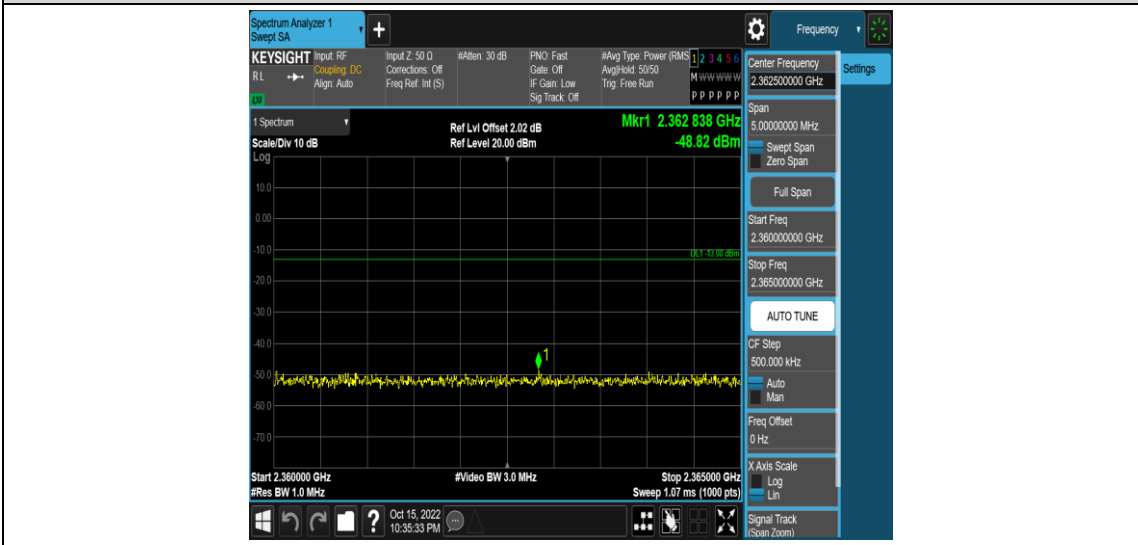 Spectrum Analyzer 1
Swept SA
+
Frequency
KEYSIGHT
Input: RF
Input Z: 50 Ω
#Atten: 30 dB
PNO: Fast
#Avg Type: Power (RMS
1 2 3 4 5 6
R L
Coupling: DC
Corrections: Off
Gate: Off
Avg|Hold: 50/50
M W W W W W
Align: Auto
Freq Ref: Int (S)
IF Gain: Low
Trig: Free Run
Sig Track: Off
P P P P P P
1 Spectrum
Ref Lvl Offset 2.02 dB
Mkr1 2.362 838 GHz
Scale/Div 10 dB
Ref Level 20.00 dBm
-48.82 dBm
Log
10.0
0.00
-10.0
DL1 -13.00 dBm
-20.0
-30.0
-40.0
1
-50.0
-60.0
-70.0
Start 2.360000 GHz
#Video BW 3.0 MHz
Stop 2.365000 GHz
#Res BW 1.0 MHz
Sweep 1.07 ms (1000 pts)
?
Oct 15, 2022
10:35:33 PM
Center Frequency
2.362500000 GHz
Settings
Span
5.00000000 MHz
Swept Span
Zero Span
Full Span
Start Freq
2.360000000 GHz
Stop Freq
2.365000000 GHz
AUTO TUNE
CF Step
500.000 kHz
Auto
Man
Freq Offset
0 Hz
X Axis Scale
Log
Lin
Signal Track
(Span Zoom)